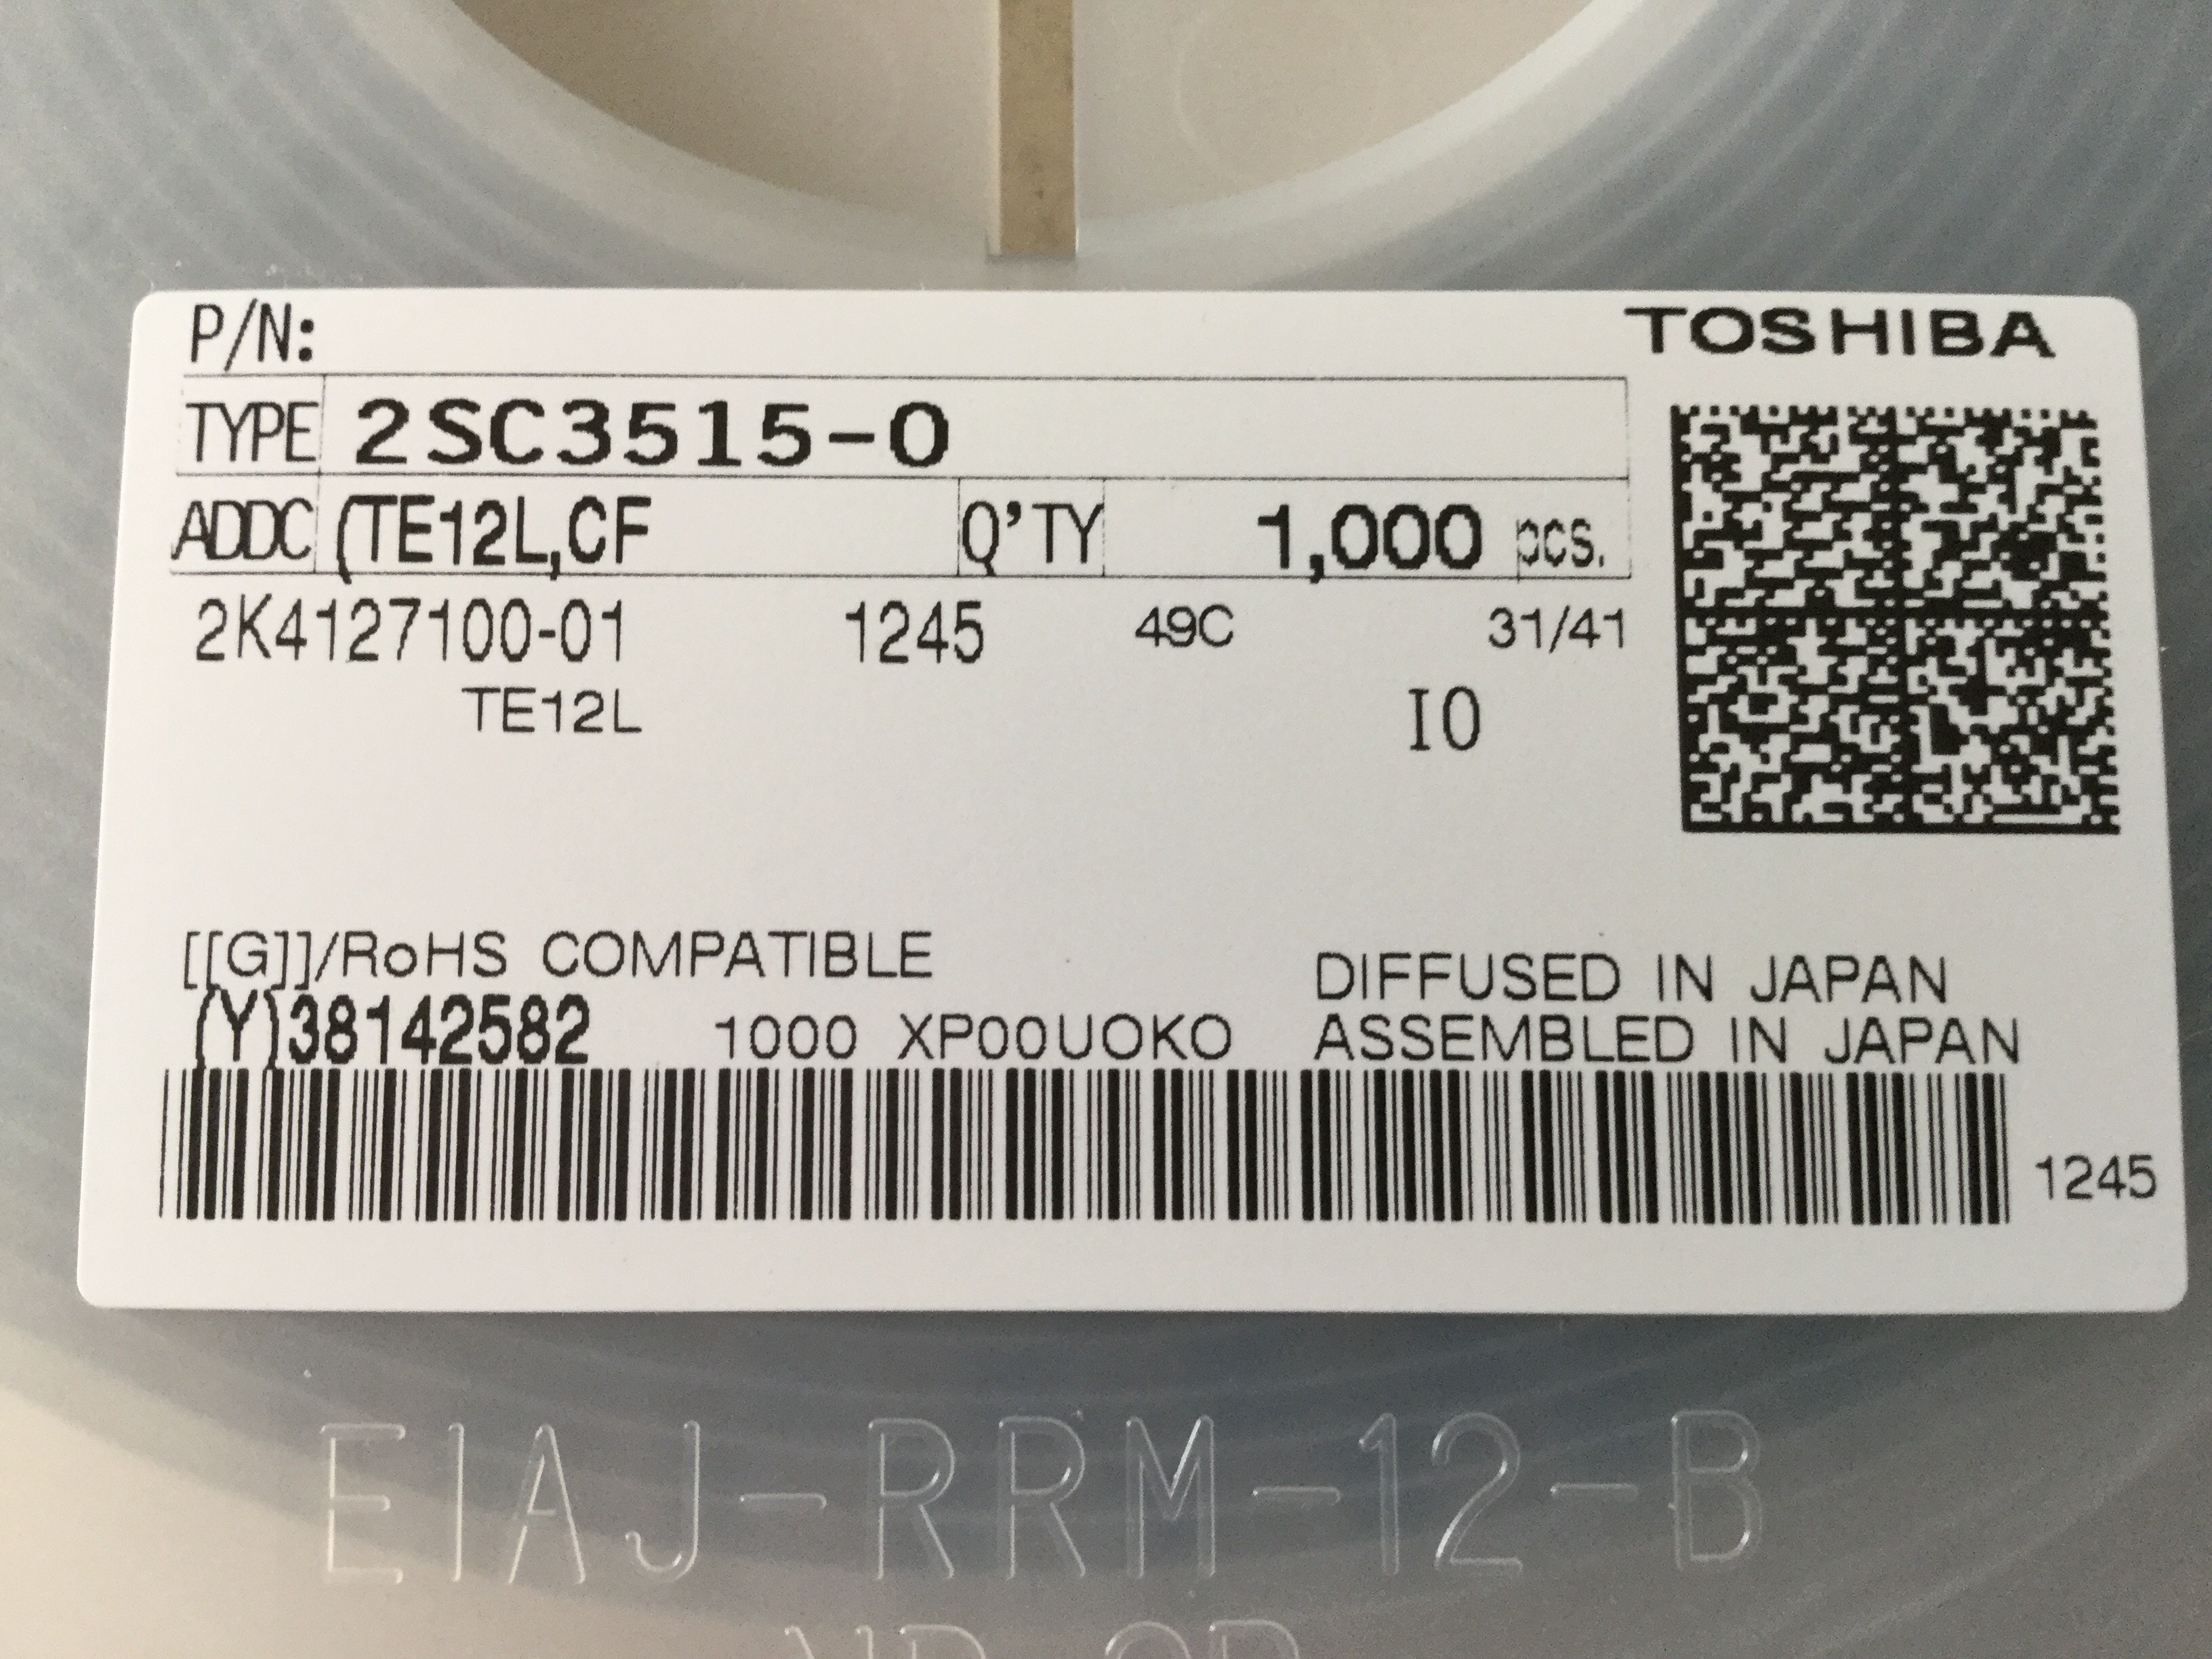 P/N:
TOSHIBA
TYPE 2SC3515-O
ADDC (TE12L,CF Q'TY 1,000 pcs.
2K4127100-01 1245 49C 31/41
TE12L IO
[[G]]/RoHS COMPATIBLE
DIFFUSED IN JAPAN
(Y)38142582 1000 XP00UOKO ASSEMBLED IN JAPAN
1245
EIAJ-RRM-12-B